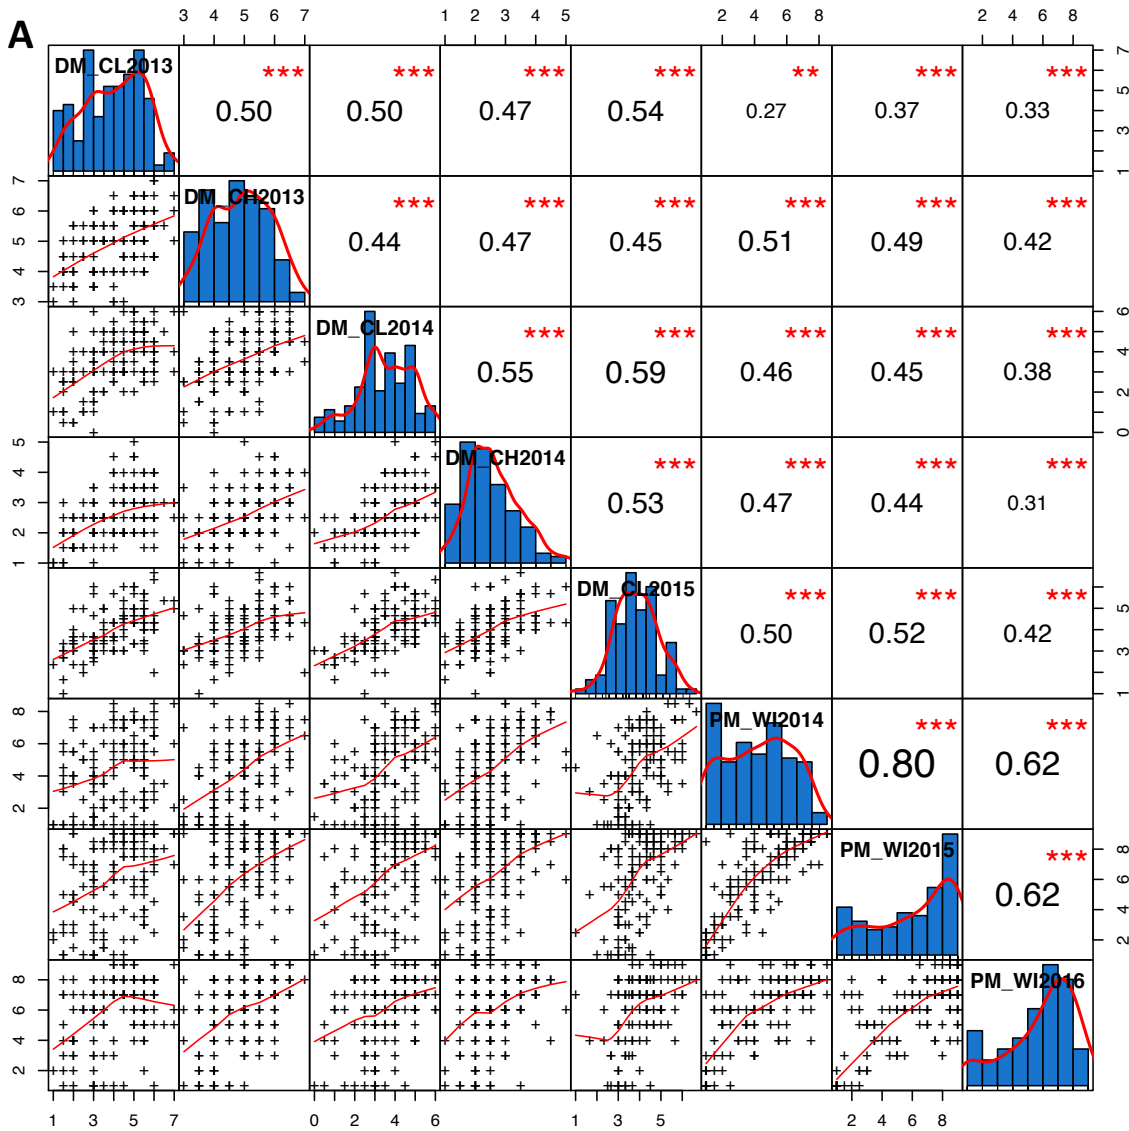 A
3 4 5 6 7 1 2 3 4 5 2 4 6 8 2 4 6 8
DM_CL2013 *** *** *** *** ** *** ***
0.50 0.50 0.47 0.54 0.27 0.37 0.33
1 3 5 7
DM_CH2013 *** *** *** *** *** ***
0.44 0.47 0.45 0.51 0.49 0.42
3 4 5 6 7
DM_CL2014 *** *** *** *** ***
0.55 0.59 0.46 0.45 0.38
0 2 4 6
DM_CH2014 *** *** *** ***
0.53 0.47 0.44 0.31
1 2 3 4 5
DM_CL2015 *** *** ***
0.50 0.52 0.42
1 3 5
PM_WI2014 *** ***
0.80 0.62
2 4 6 8
PM_WI2015 ***
0.62
2 4 6 8
PM_WI2016
2 4 6 8
1 3 5 7 0 2 4 6 1 3 5 2 4 6 8